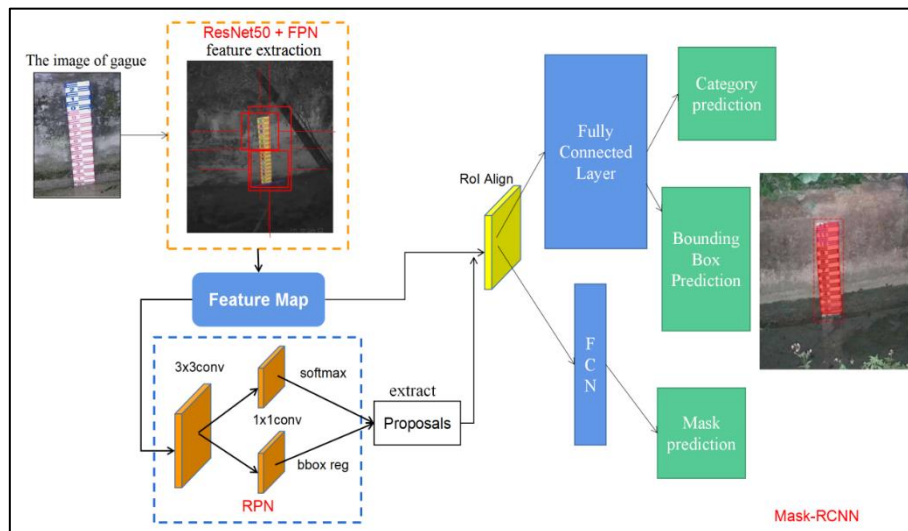 The image of gague
ResNet50 + FPN
feature extraction
Feature Map
3x3conv
softmax
1x1conv
bbox reg
RPN
extract
Proposals
RoI Align
Fully
Connected
Layer
F
C
N
Category
prediction
Bounding
Box
Prediction
Mask
prediction
Mask-RCNN